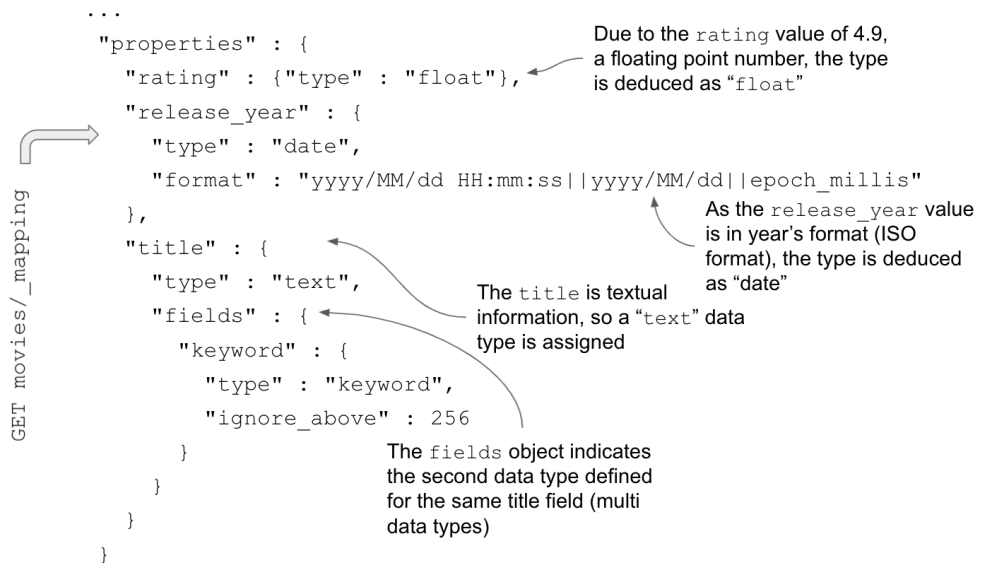 ...
"properties" : {
"rating" : {"type" : "float"},
"release_year" : {
"type" : "date",
"format" : "yyyy/MM/dd HH:mm:ss||yyyy/MM/dd||epoch_millis"
},
"title" : {
"type" : "text",
"fields" : {
"keyword" : {
"type" : "keyword",
"ignore_above" : 256
}
}
}
}
GET movies/_mapping
Due to the rating value of 4.9,
a floating point number, the type
is deduced as “float”
As the release_year value
is in year’s format (ISO
format), the type is deduced
as “date”
The title is textual
information, so a “text” data
type is assigned
The fields object indicates
the second data type defined
for the same title field (multi
data types)